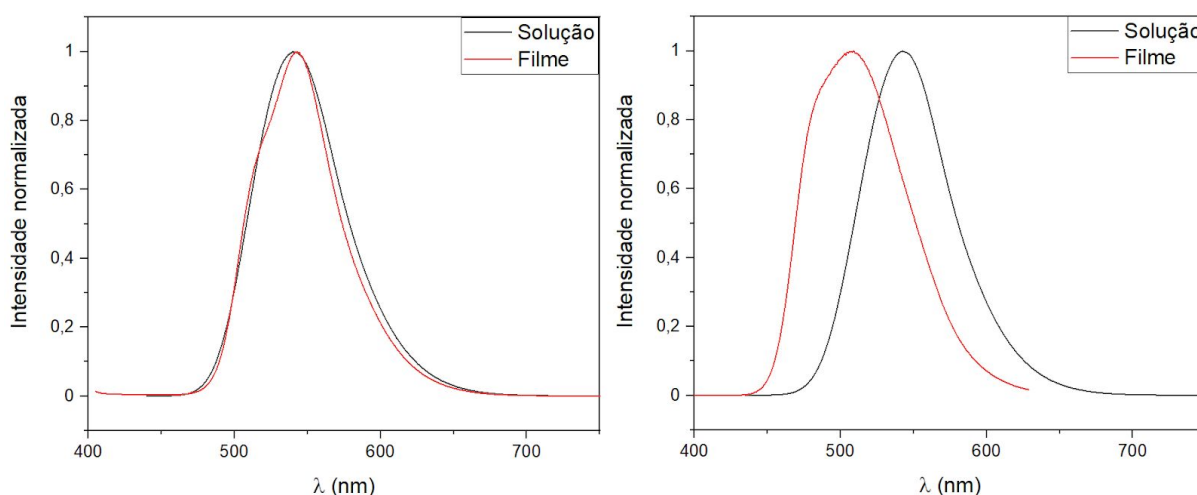 Solução
Filme
Intensidade normalizada
1
0,8
0,6
0,4
0,2
0
400
500
600
700
λ (nm)
Solução
Filme
Intensidade normalizada
1
0,8
0,6
0,4
0,2
0
400
500
600
700
λ (nm)